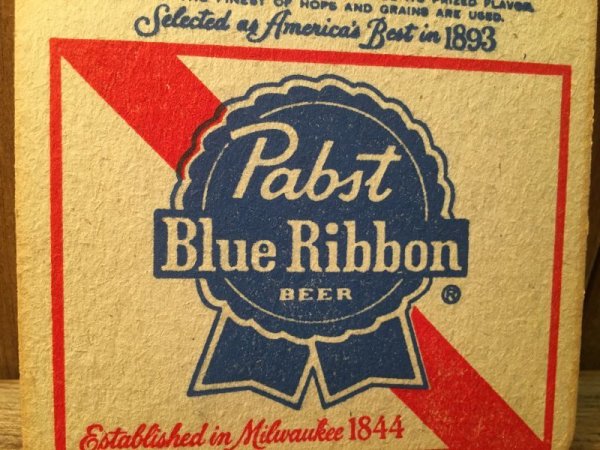 FINEST OF HOPS AND GRAINS ARE USED.
Selected as America's Best in 1893
Pabst
Blue Ribbon
BEER
®
Established in Milwaukee 1844